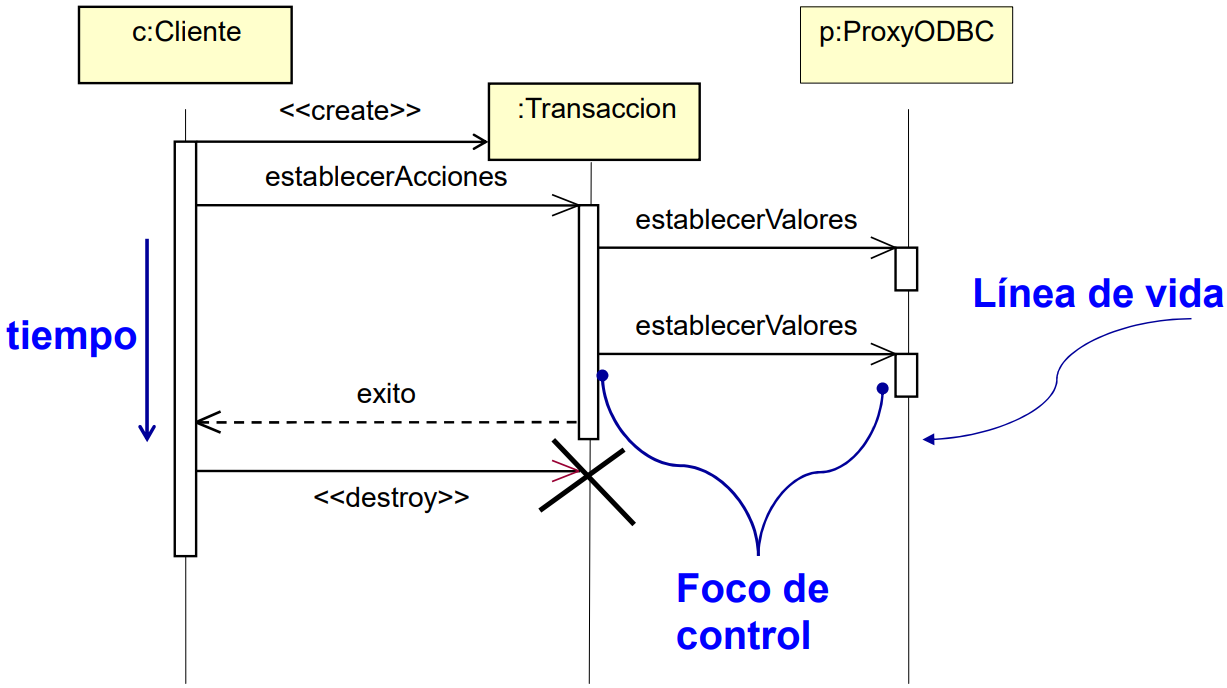 c:Cliente
p:ProxyODBC
<<create>>
:Transaccion
establecerAcciones
establecerValores
Línea de vida
tiempo
establecerValores
exito
<<destroy>>
Foco de
control